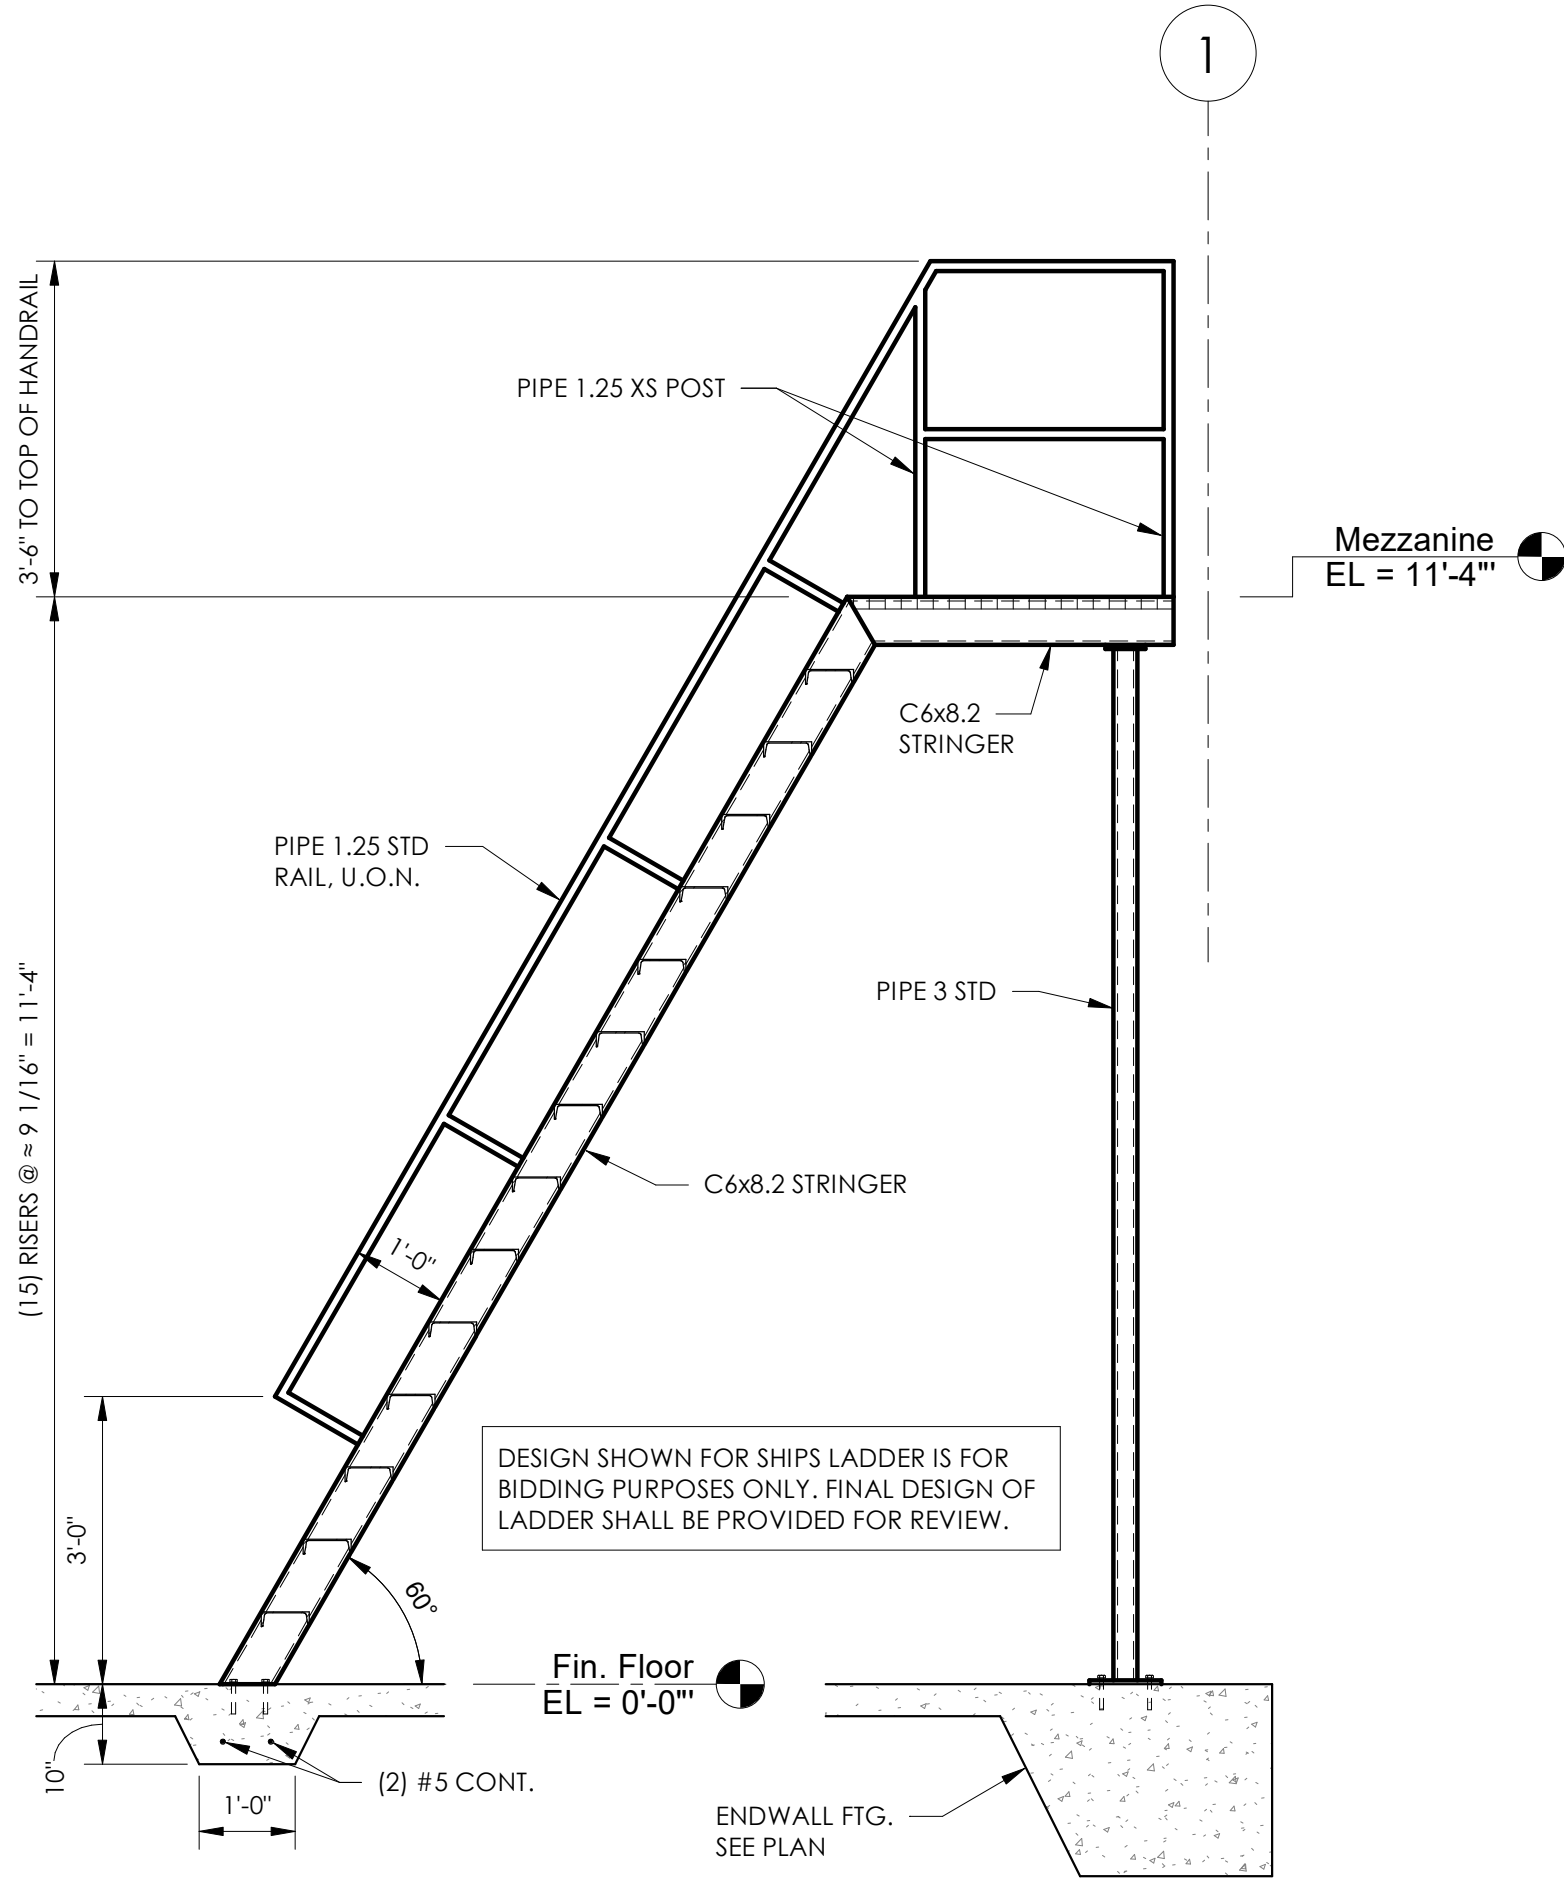 1
3'-6" TO TOP OF HANDRAIL
PIPE 1.25 XS POST
Mezzanine
EL = 11'-4"'
C6x8.2
STRINGER
PIPE 1.25 STD
RAIL, U.O.N.
(15) RISERS @ ≈ 9 1/16" = 11'-4"
PIPE 3 STD
C6x8.2 STRINGER
1'-0"
DESIGN SHOWN FOR SHIPS LADDER IS FOR
BIDDING PURPOSES ONLY. FINAL DESIGN OF
LADDER SHALL BE PROVIDED FOR REVIEW.
3'-0"
60°
Fin. Floor
EL = 0'-0"'
10"
(2) #5 CONT.
1'-0"
ENDWALL FTG.
SEE PLAN